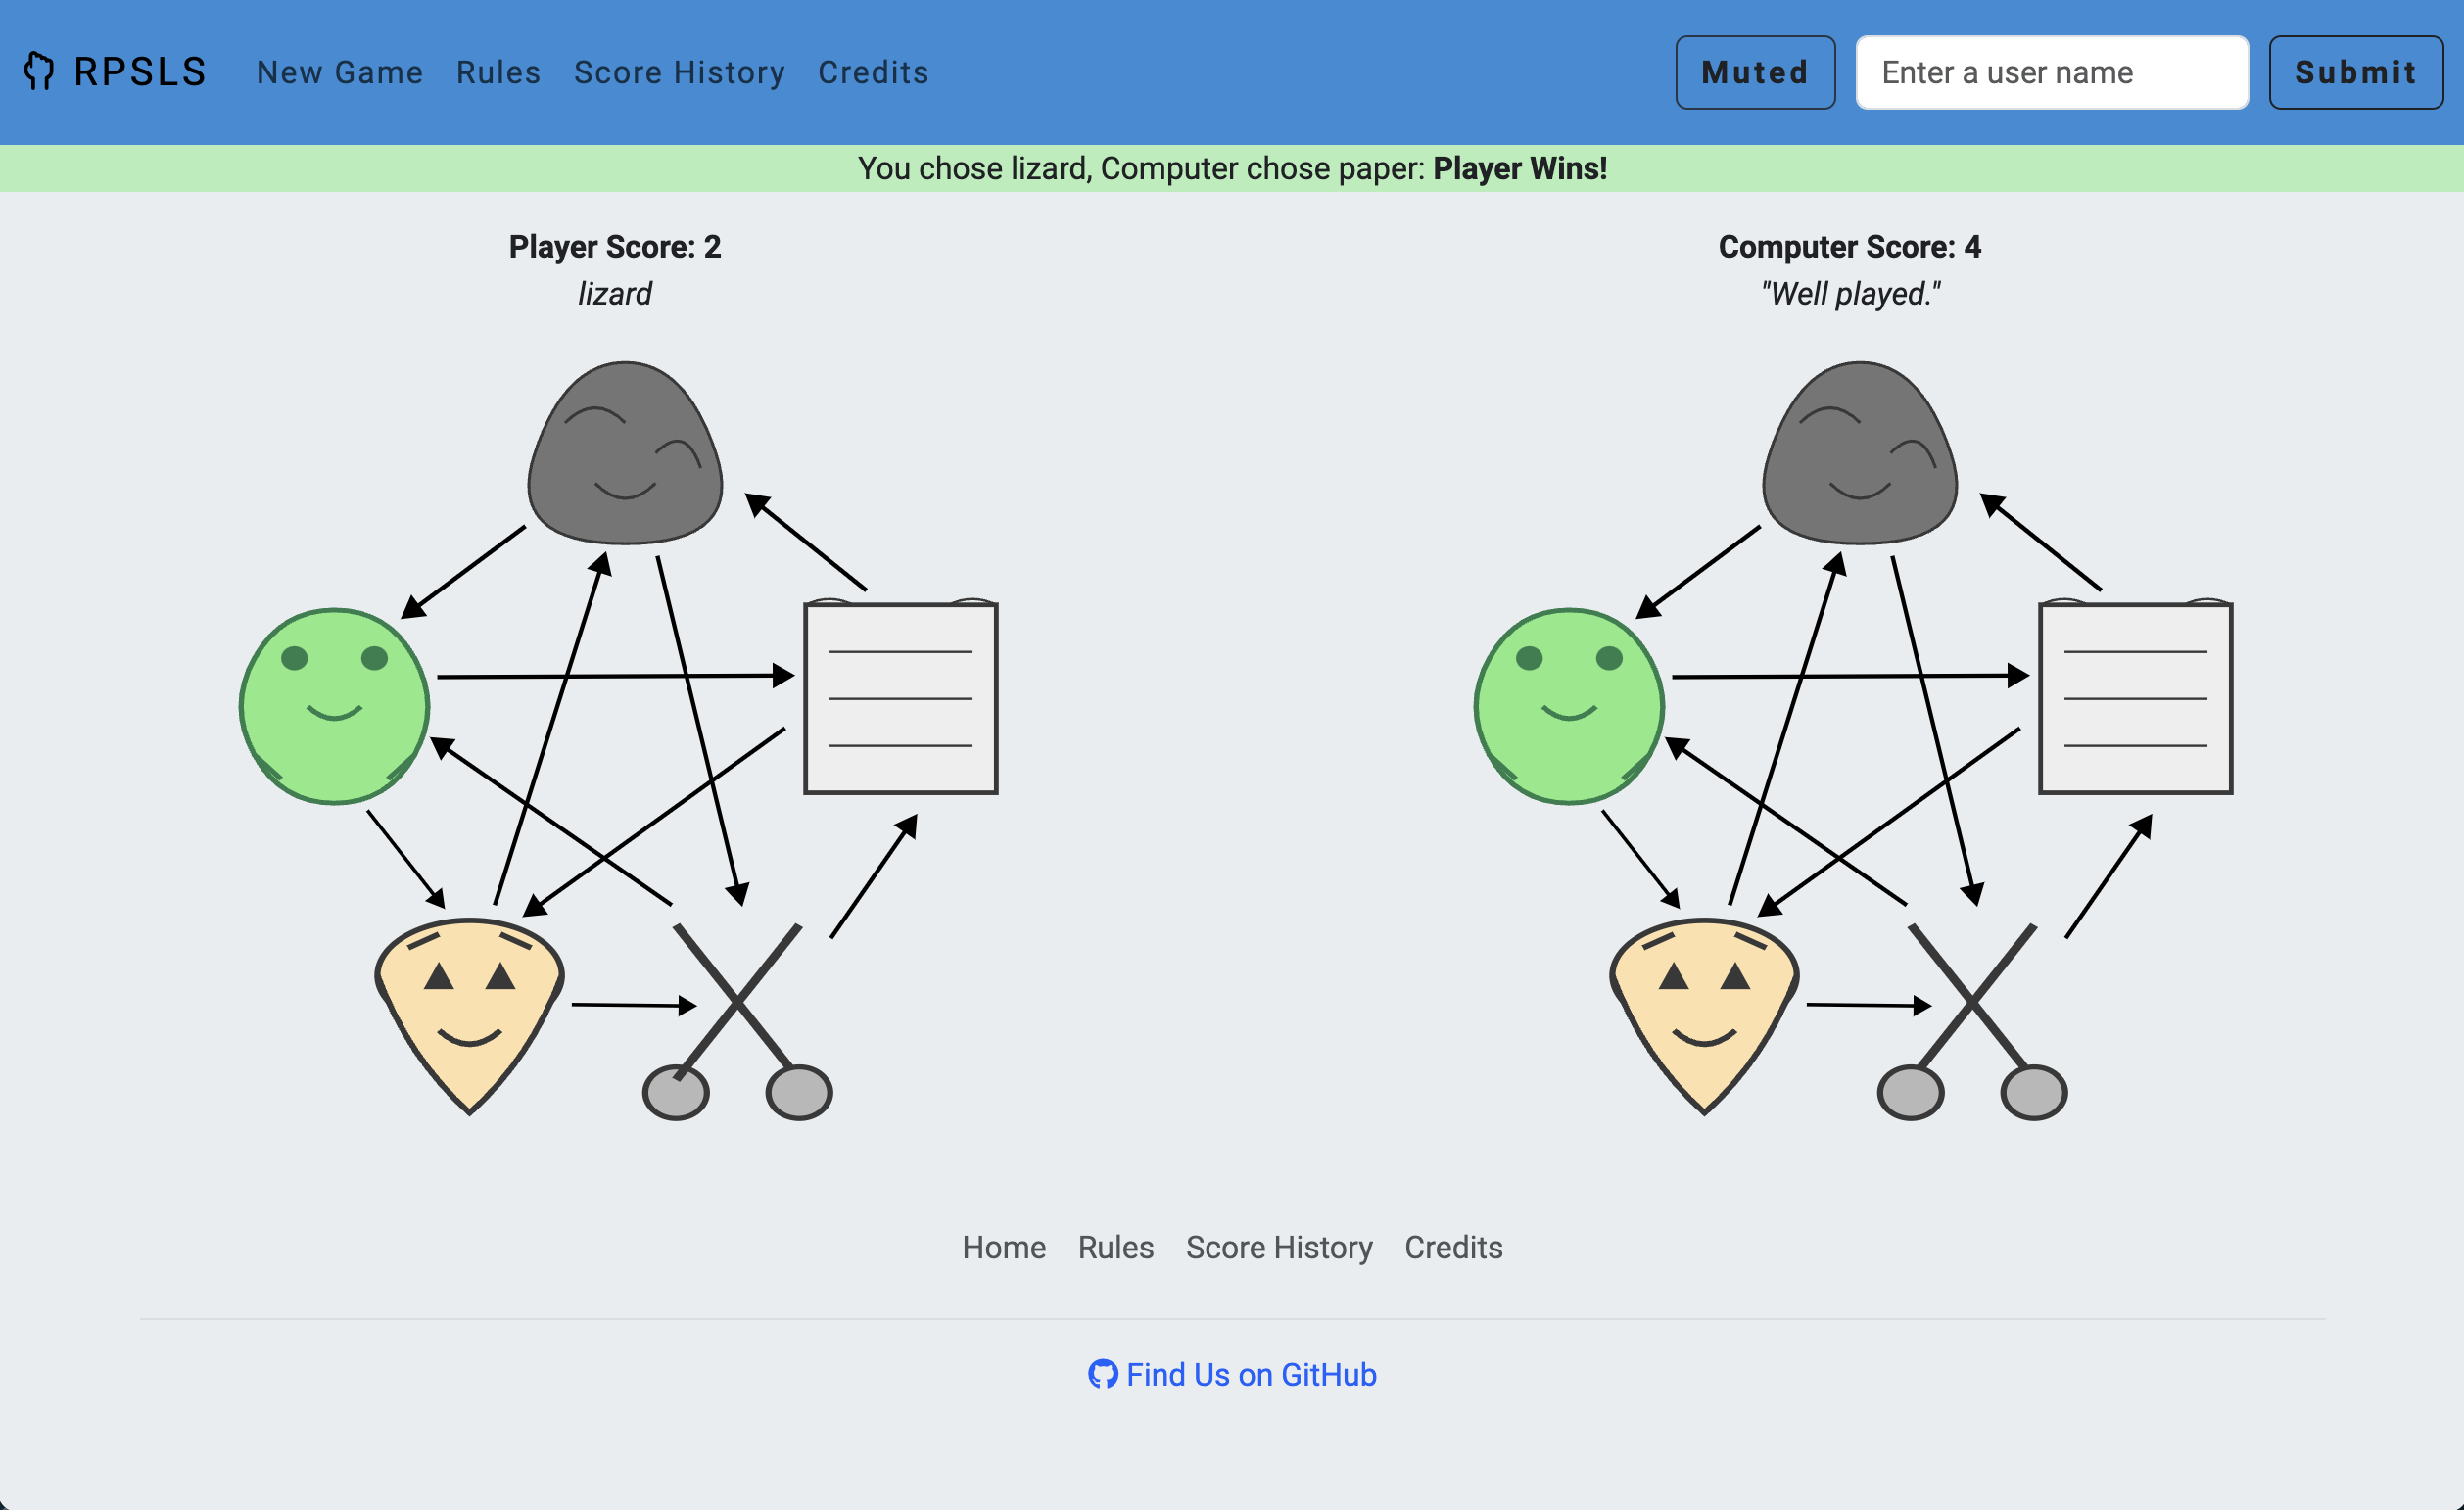 RPSLS New Game Rules Score History Credits Muted Enter a user name Submit
You chose lizard, Computer chose paper: Player Wins!
Player Score: 2
lizard
Computer Score: 4
"Well played."
Home Rules Score History Credits
Find Us on GitHub